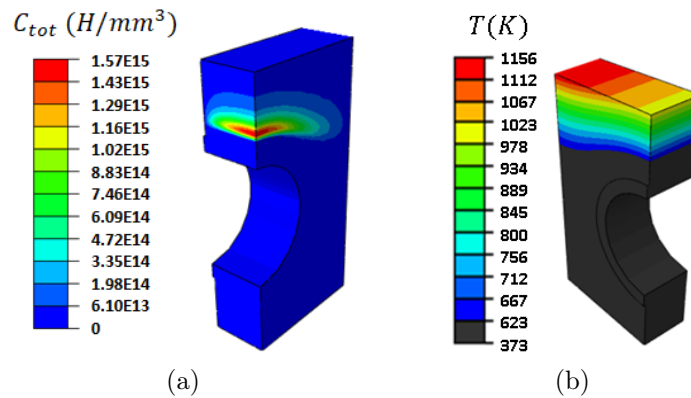 C_tot (H/mm³)
1.57E15
1.43E15
1.29E15
1.16E15
1.02E15
8.83E14
7.46E14
6.09E14
4.72E14
3.35E14
1.98E14
6.10E13
0
(a)
T(K)
1156
1112
1067
1023
978
934
889
845
800
756
712
667
623
373
(b)